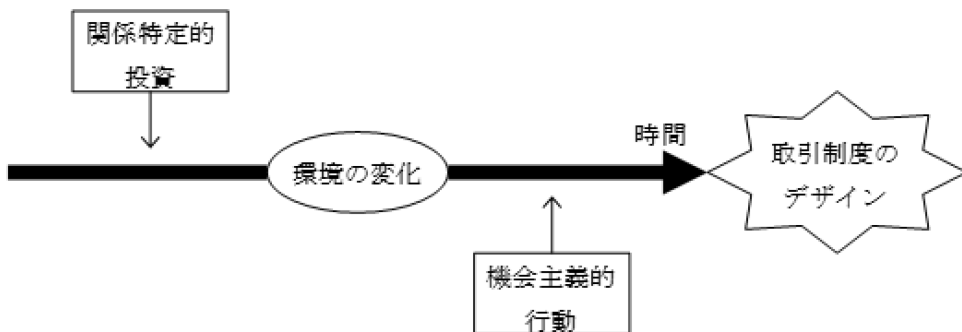 関係特定的
投資
環境の変化
時間
取引制度の
デザイン
機会主義的
行動